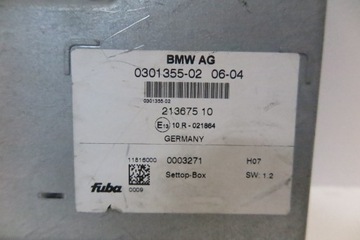 BMW AG
0301355-02 06-04
0301355 02
213675 10
E13 10 R - 021864
GERMANY
11816000 0003271 H07
fuba Settop-Box SW: 1.2
0009